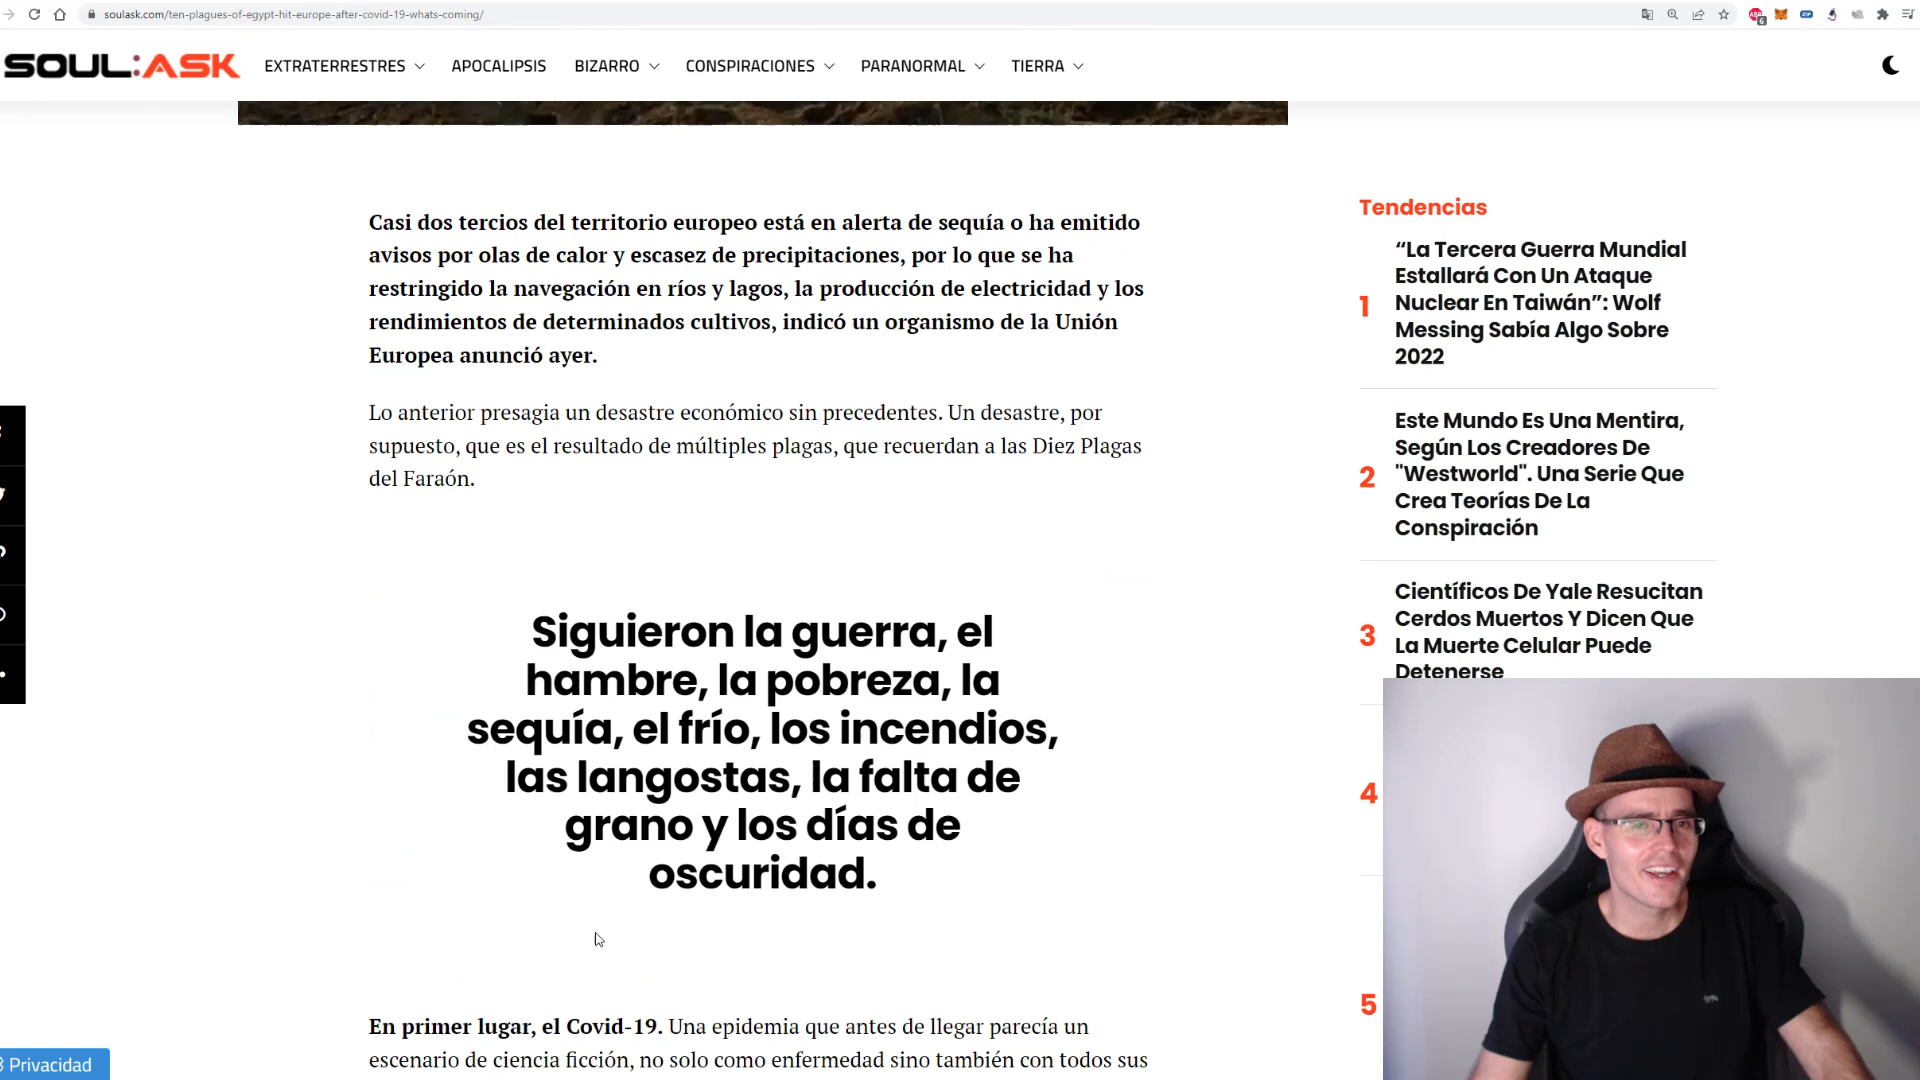 soulask.com/ten-plagues-of-egypt-hit-europe-after-covid-19-whats-coming/
SOUL:ASK
EXTRATERRESTRES
APOCALIPSIS
BIZARRO
CONSPIRACIONES
PARANORMAL
TIERRA
Casi dos tercios del territorio europeo está en alerta de sequía o ha emitido
avisos por olas de calor y escasez de precipitaciones, por lo que se ha
restringido la navegación en ríos y lagos, la producción de electricidad y los
rendimientos de determinados cultivos, indicó un organismo de la Unión
Europea anunció ayer.
Lo anterior presagia un desastre económico sin precedentes. Un desastre, por
supuesto, que es el resultado de múltiples plagas, que recuerdan a las Diez Plagas
del Faraón.
Siguieron la guerra, el
hambre, la pobreza, la
sequía, el frío, los incendios,
las langostas, la falta de
grano y los días de
oscuridad.
En primer lugar, el Covid-19. Una epidemia que antes de llegar parecía un
escenario de ciencia ficción, no solo como enfermedad sino también con todos sus
Privacidad
Tendencias
1
“La Tercera Guerra Mundial
Estallará Con Un Ataque
Nuclear En Taiwán”: Wolf
Messing Sabía Algo Sobre
2022
2
Este Mundo Es Una Mentira,
Según Los Creadores De
"Westworld". Una Serie Que
Crea Teorías De La
Conspiración
3
Científicos De Yale Resucitan
Cerdos Muertos Y Dicen Que
La Muerte Celular Puede
Detenerse
4
5